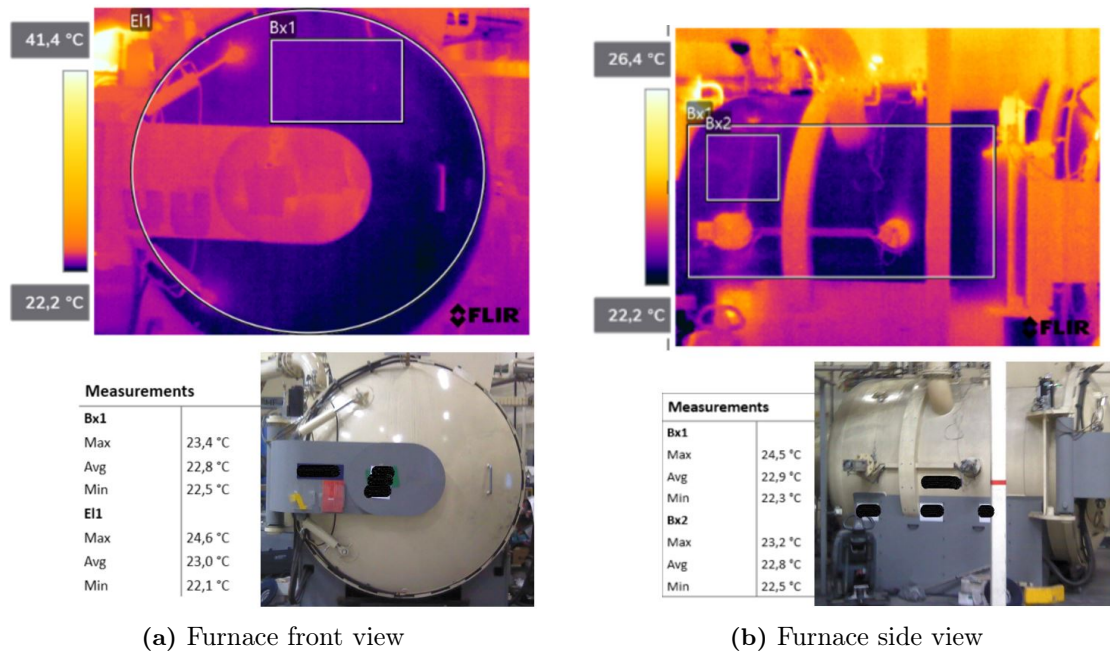 41,4 °C
El1
Bx1
22,2 °C
FLIR
Measurements
Bx1
Max 23,4 °C
Avg 22,8 °C
Min 22,5 °C
El1
Max 24,6 °C
Avg 23,0 °C
Min 22,1 °C
(a) Furnace front view
26,4 °C
Bx1
Bx2
22,2 °C
FLIR
Measurements
Bx1
Max 24,5 °C
Avg 22,9 °C
Min 22,3 °C
Bx2
Max 23,2 °C
Avg 22,8 °C
Min 22,5 °C
(b) Furnace side view